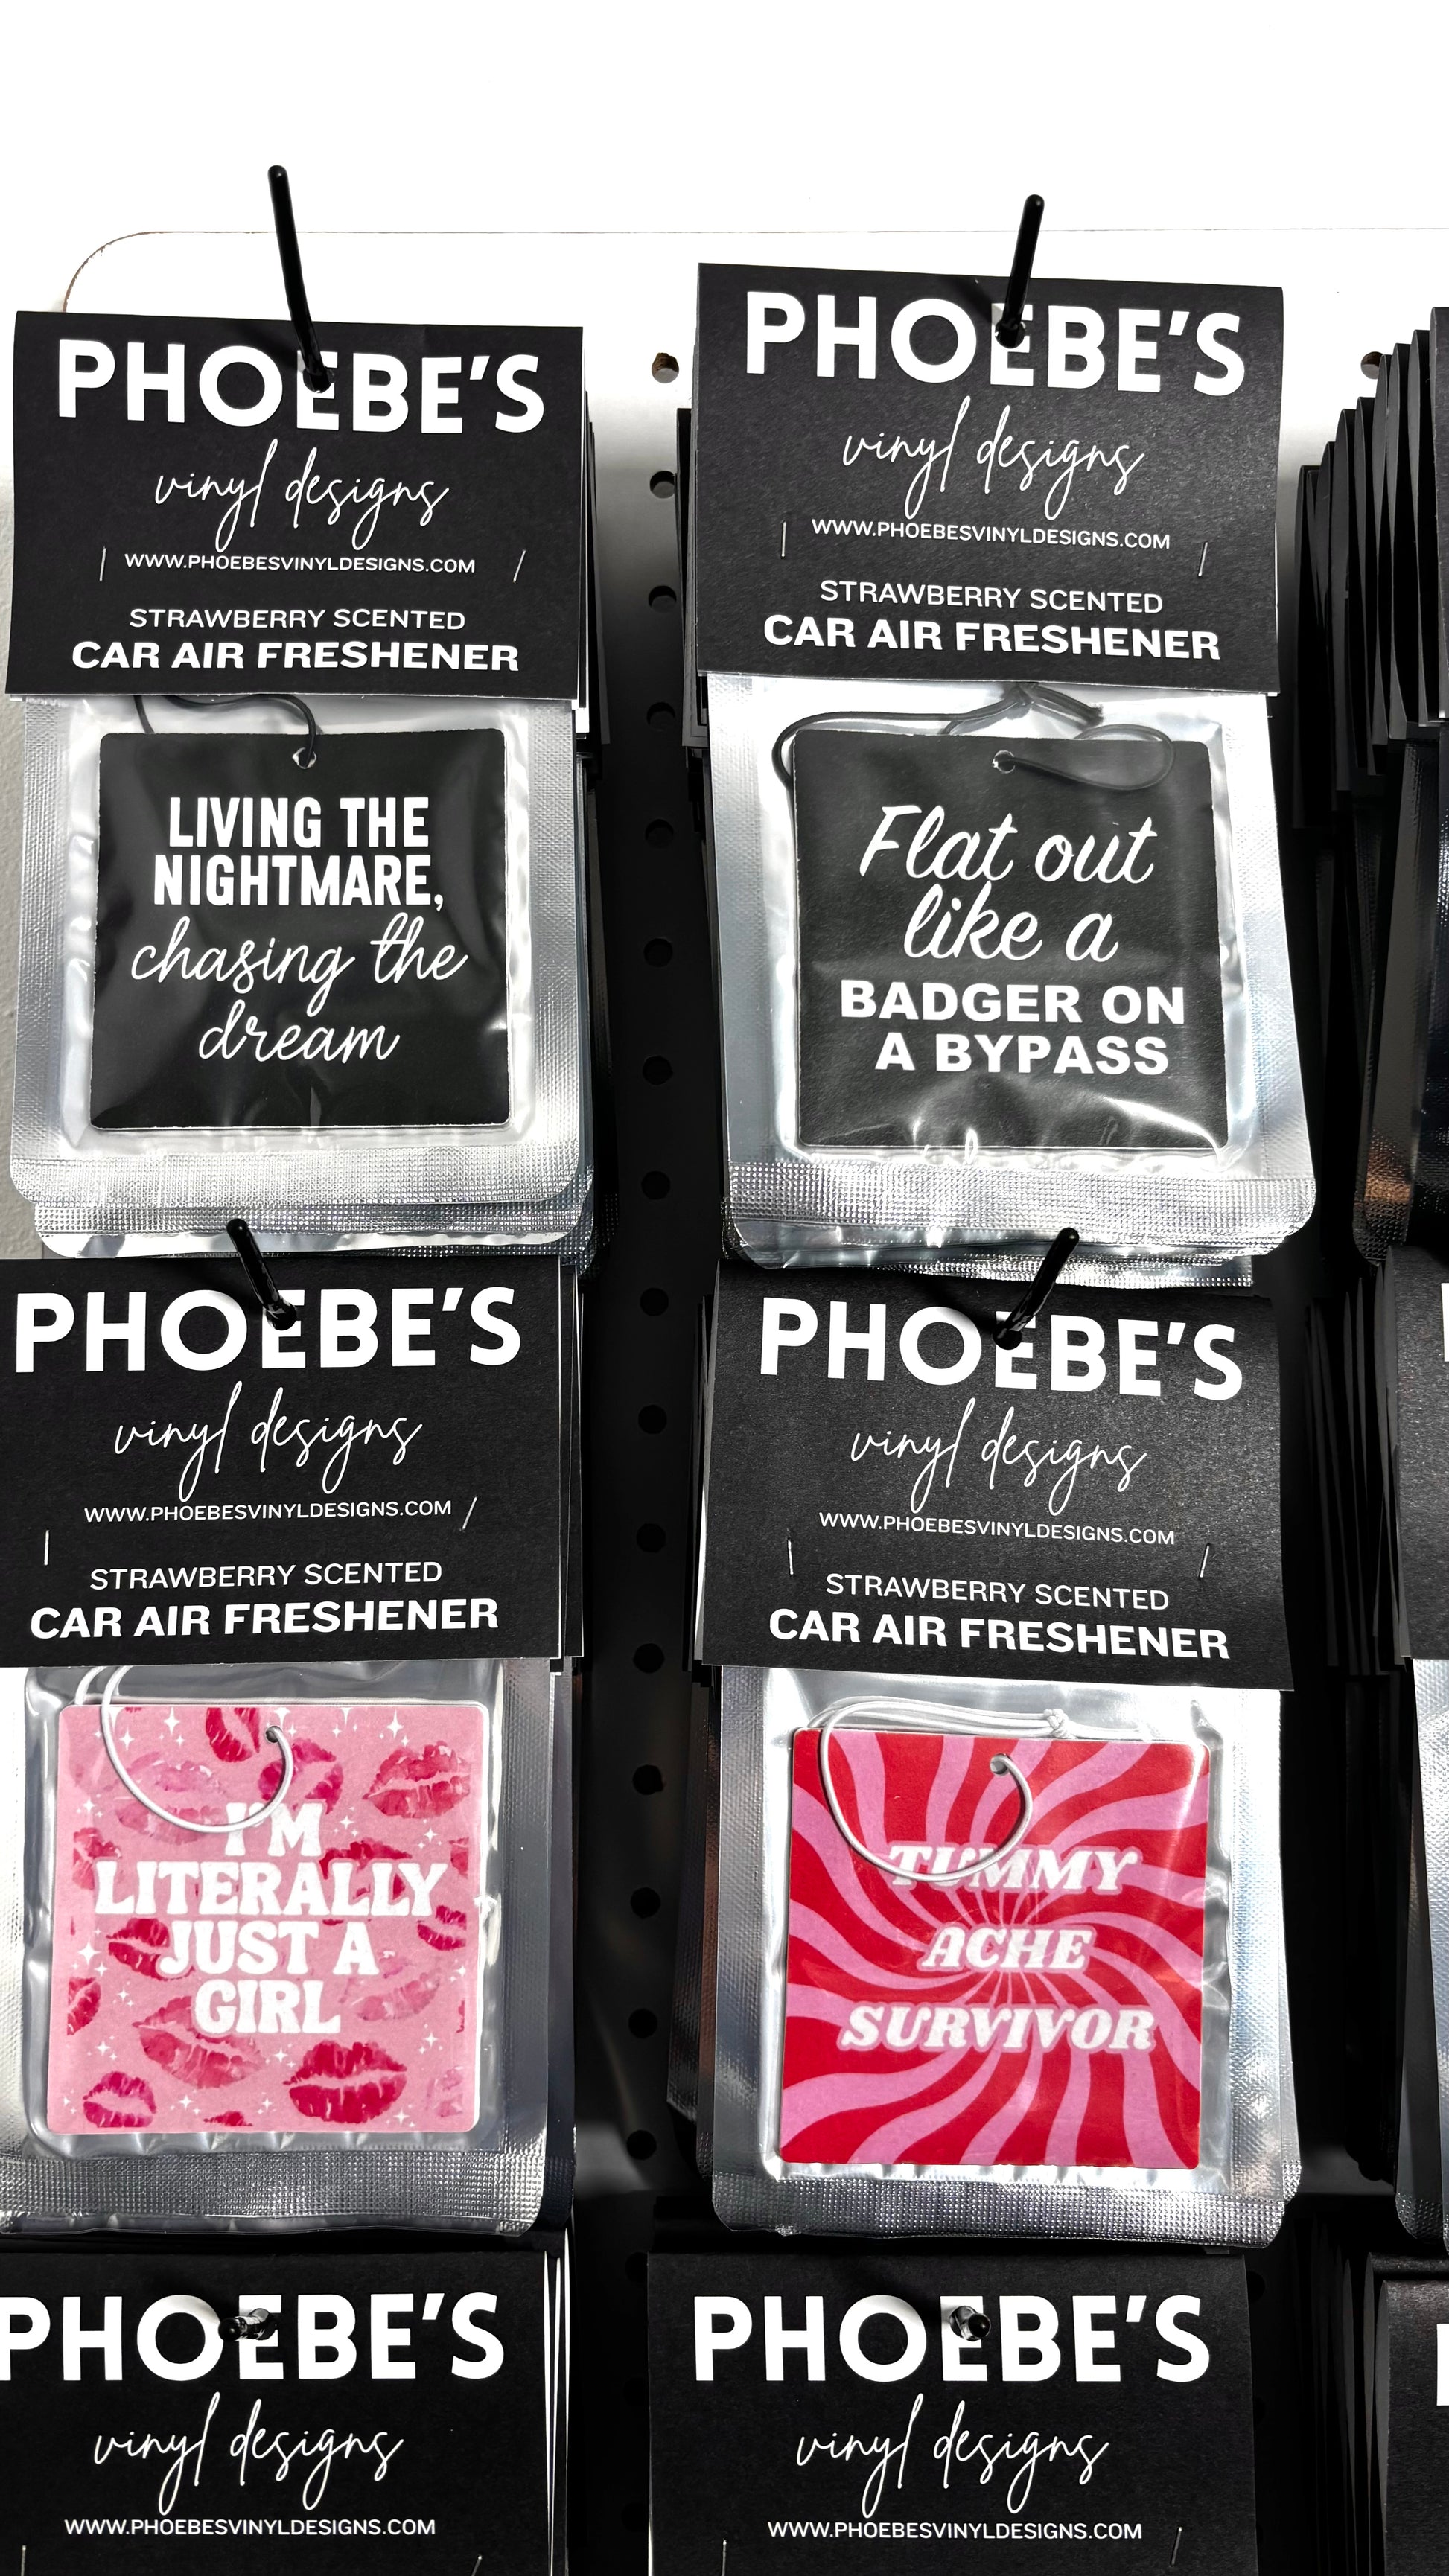 PHOEBE'S
vinyl designs
WWW.PHOEBESVINYLDESIGNS.COM
STRAWBERRY SCENTED
CAR AIR FRESHENER
LIVING THE
NIGHTMARE,
chasing the
dream
PHOEBE'S
vinyl designs
WWW.PHOEBESVINYLDESIGNS.COM
STRAWBERRY SCENTED
CAR AIR FRESHENER
Flat out
like a
BADGER ON
A BYPASS
PHOEBE'S
vinyl designs
WWW.PHOEBESVINYLDESIGNS.COM
STRAWBERRY SCENTED
CAR AIR FRESHENER
I'M
LITERALLY
JUST A
GIRL
PHOEBE'S
vinyl designs
WWW.PHOEBESVINYLDESIGNS.COM
STRAWBERRY SCENTED
CAR AIR FRESHENER
TUMMY
ACHE
SURVIVOR
PHOEBE'S
vinyl designs
WWW.PHOEBESVINYLDESIGNS.COM
PHOEBE'S
vinyl designs
WWW.PHOEBESVINYLDESIGNS.COM